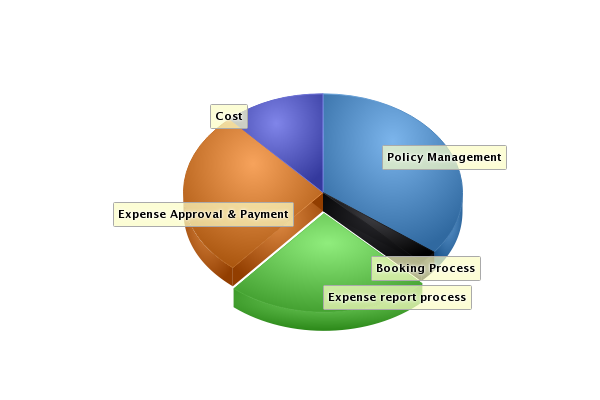 Cost
Policy Management
Expense Approval & Payment
Booking Process
Expense report process